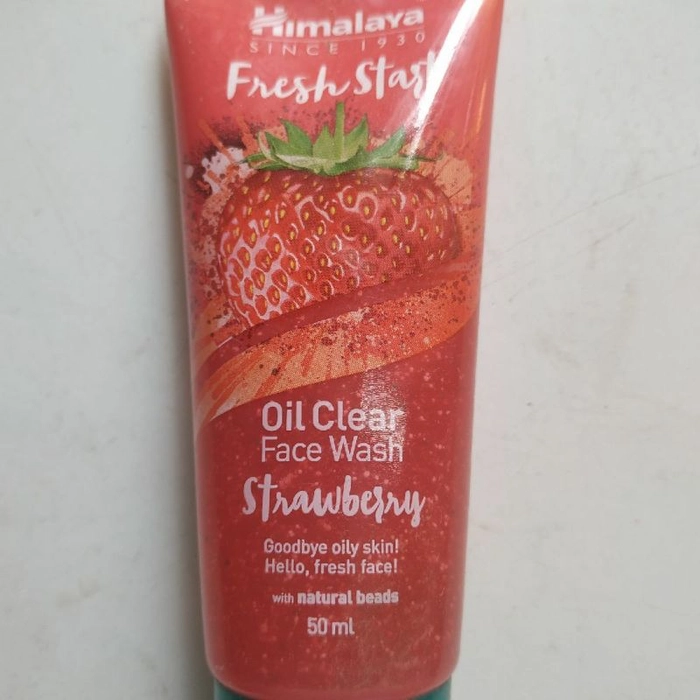 Himalaya
SINCE 1930
Fresh Start
Oil Clear
Face Wash
Strawberry
Goodbye oily skin!
Hello, fresh face!
with natural beads
50 ml